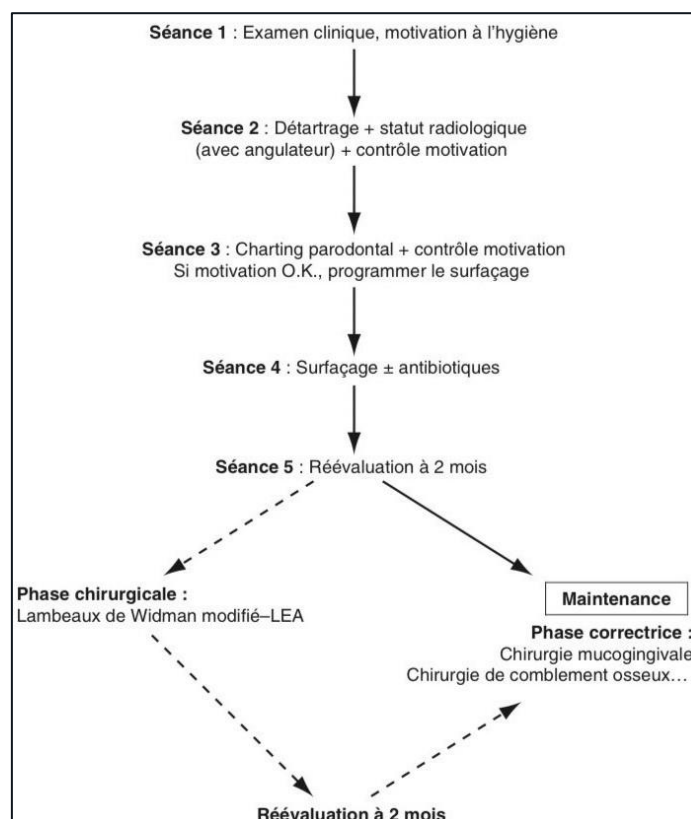 Séance 1 : Examen clinique, motivation à l'hygiène
Séance 2 : Détartrage + statut radiologique
(avec angulateur) + contrôle motivation
Séance 3 : Charting parodontal + contrôle motivation
Si motivation O.K., programmer le surfaçage
Séance 4 : Surfaçage ± antibiotiques
Séance 5 : Réévaluation à 2 mois
Phase chirurgicale :
Lambeaux de Widman modifié–LEA
Maintenance
Phase correctrice :
Chirurgie mucogingivale
Chirurgie de comblement osseux…
Réévaluation à 2 mois